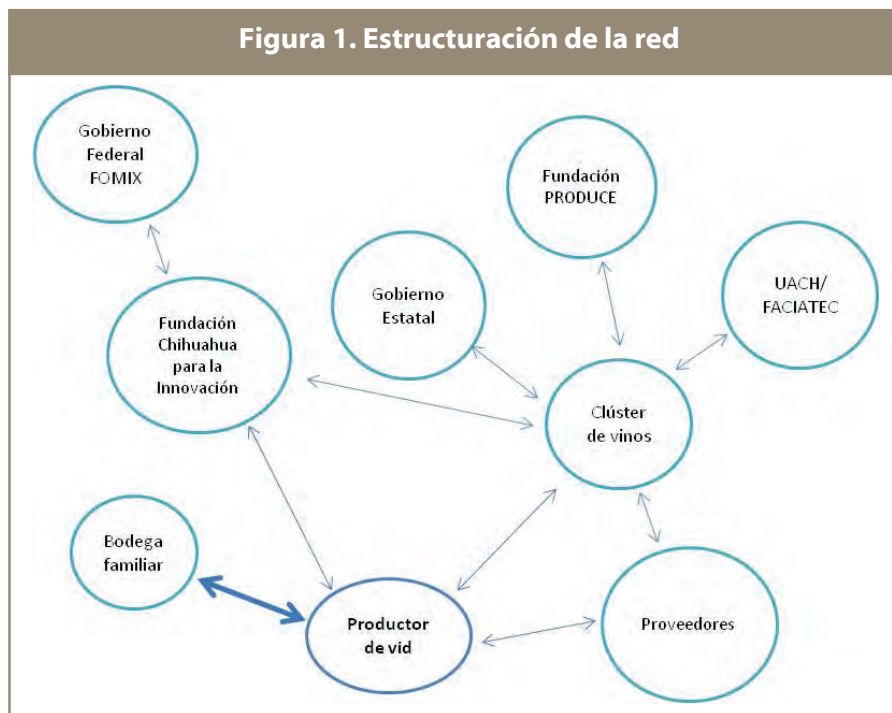 Figura 1. Estructuración de la red
Gobierno
Federal
FOMIX
Fundación
PRODUCE
UACH/
FACIATEC
Gobierno
Estatal
Fundación
Chihuahua
para la
Innovación
Clúster
de vinos
Bodega
familiar
Productor
de vid
Proveedores